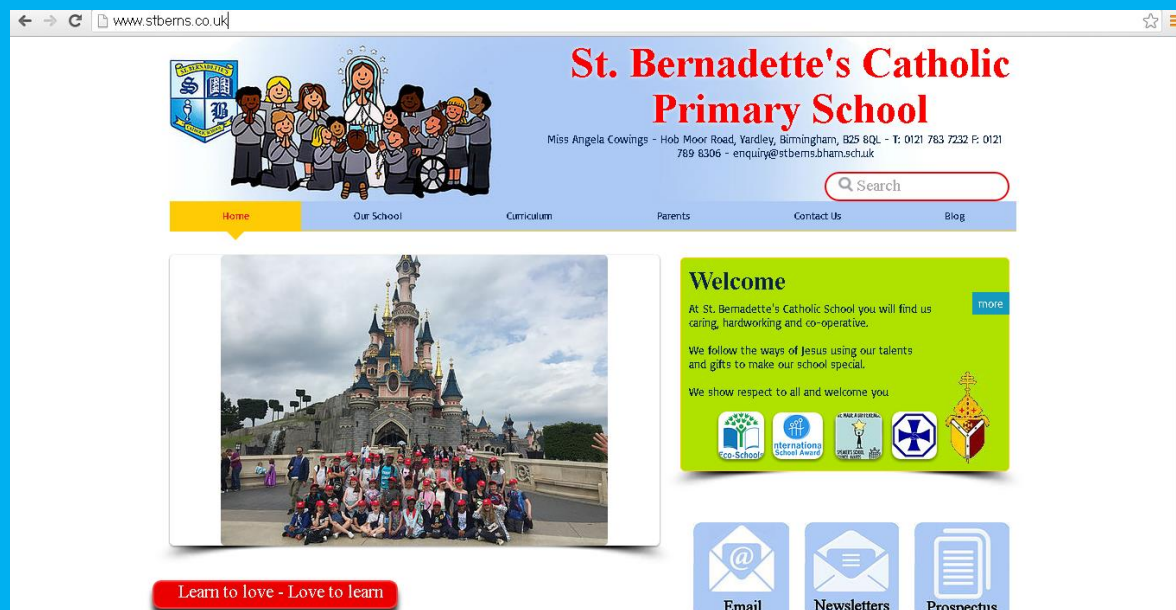 www.stberns.co.uk
ST. BERNADETTE'S
S
B
CATHOLIC SCHOOL
St. Bernadette's Catholic
Primary School
Miss Angela Cowings - Hob Moor Road, Yardley, Birmingham, B25 8QL - T: 0121 783 7232 F: 0121
789 8306 - enquiry@stberns.bham.sch.uk
Search
Home
Our School
Curriculum
Parents
Contact Us
Blog
Welcome
more
At St. Bernadette's Catholic School you will find us
caring, hardworking and co-operative.
We follow the ways of Jesus using our talents
and gifts to make our school special.
We show respect to all and welcome you
Eco-Schools
International
School Award
Learn to love - Love to learn
Email
Newsletters
Prospectus